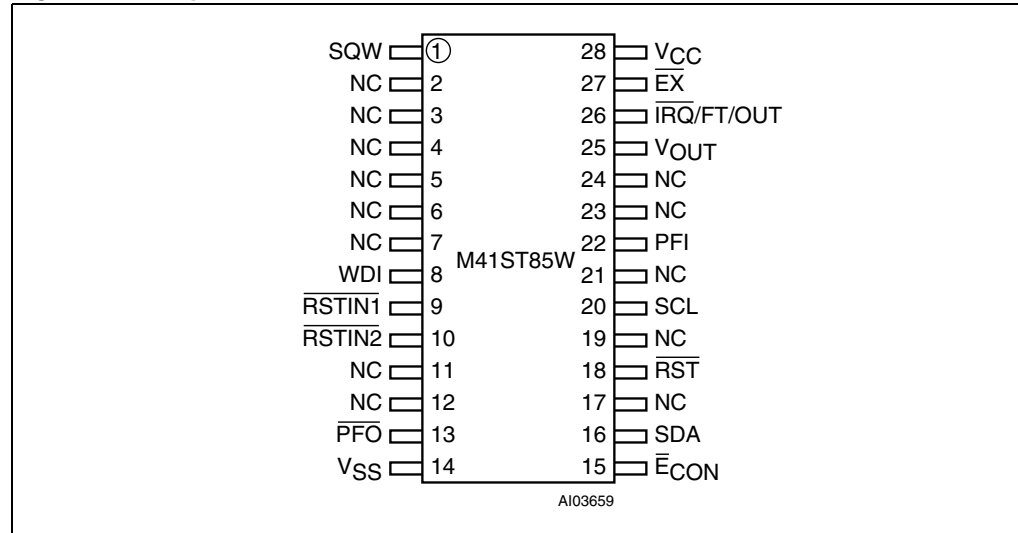 SQW 1 28 VCC
NC 2 27 EX
NC 3 26 IRQ/FT/OUT
NC 4 25 VOUT
NC 5 24 NC
NC 6 23 NC
NC 7 22 PFI
M41ST85W
WDI 8 21 NC
RSTIN1 9 20 SCL
RSTIN2 10 19 NC
NC 11 18 RST
NC 12 17 NC
PFO 13 16 SDA
VSS 14 15 ECON
AI03659